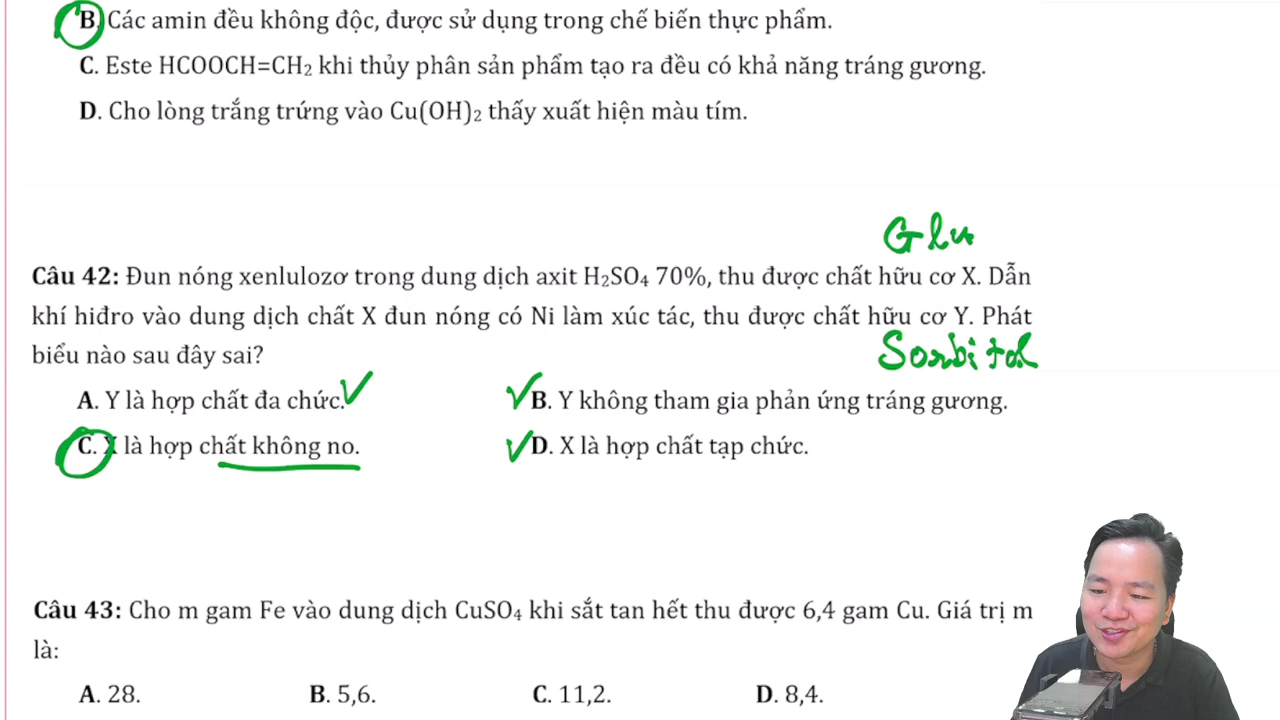 B. Các amin đều không độc, được sử dụng trong chế biến thực phẩm.
C. Este HCOOCH=CH₂ khi thủy phân sản phẩm tạo ra đều có khả năng tráng gương.
D. Cho lòng trắng trứng vào Cu(OH)₂ thấy xuất hiện màu tím.
Glu
Câu 42: Đun nóng xenlulozơ trong dung dịch axit H₂SO₄ 70%, thu được chất hữu cơ X. Dẫn
khí hiđro vào dung dịch chất X đun nóng có Ni làm xúc tác, thu được chất hữu cơ Y. Phát
biểu nào sau đây sai?
Sorbitol
A. Y là hợp chất đa chức. B. Y không tham gia phản ứng tráng gương.
C. X là hợp chất không no. D. X là hợp chất tạp chức.
Câu 43: Cho m gam Fe vào dung dịch CuSO₄ khi sắt tan hết thu được 6,4 gam Cu. Giá trị m
là:
A. 28. B. 5,6. C. 11,2. D. 8,4.